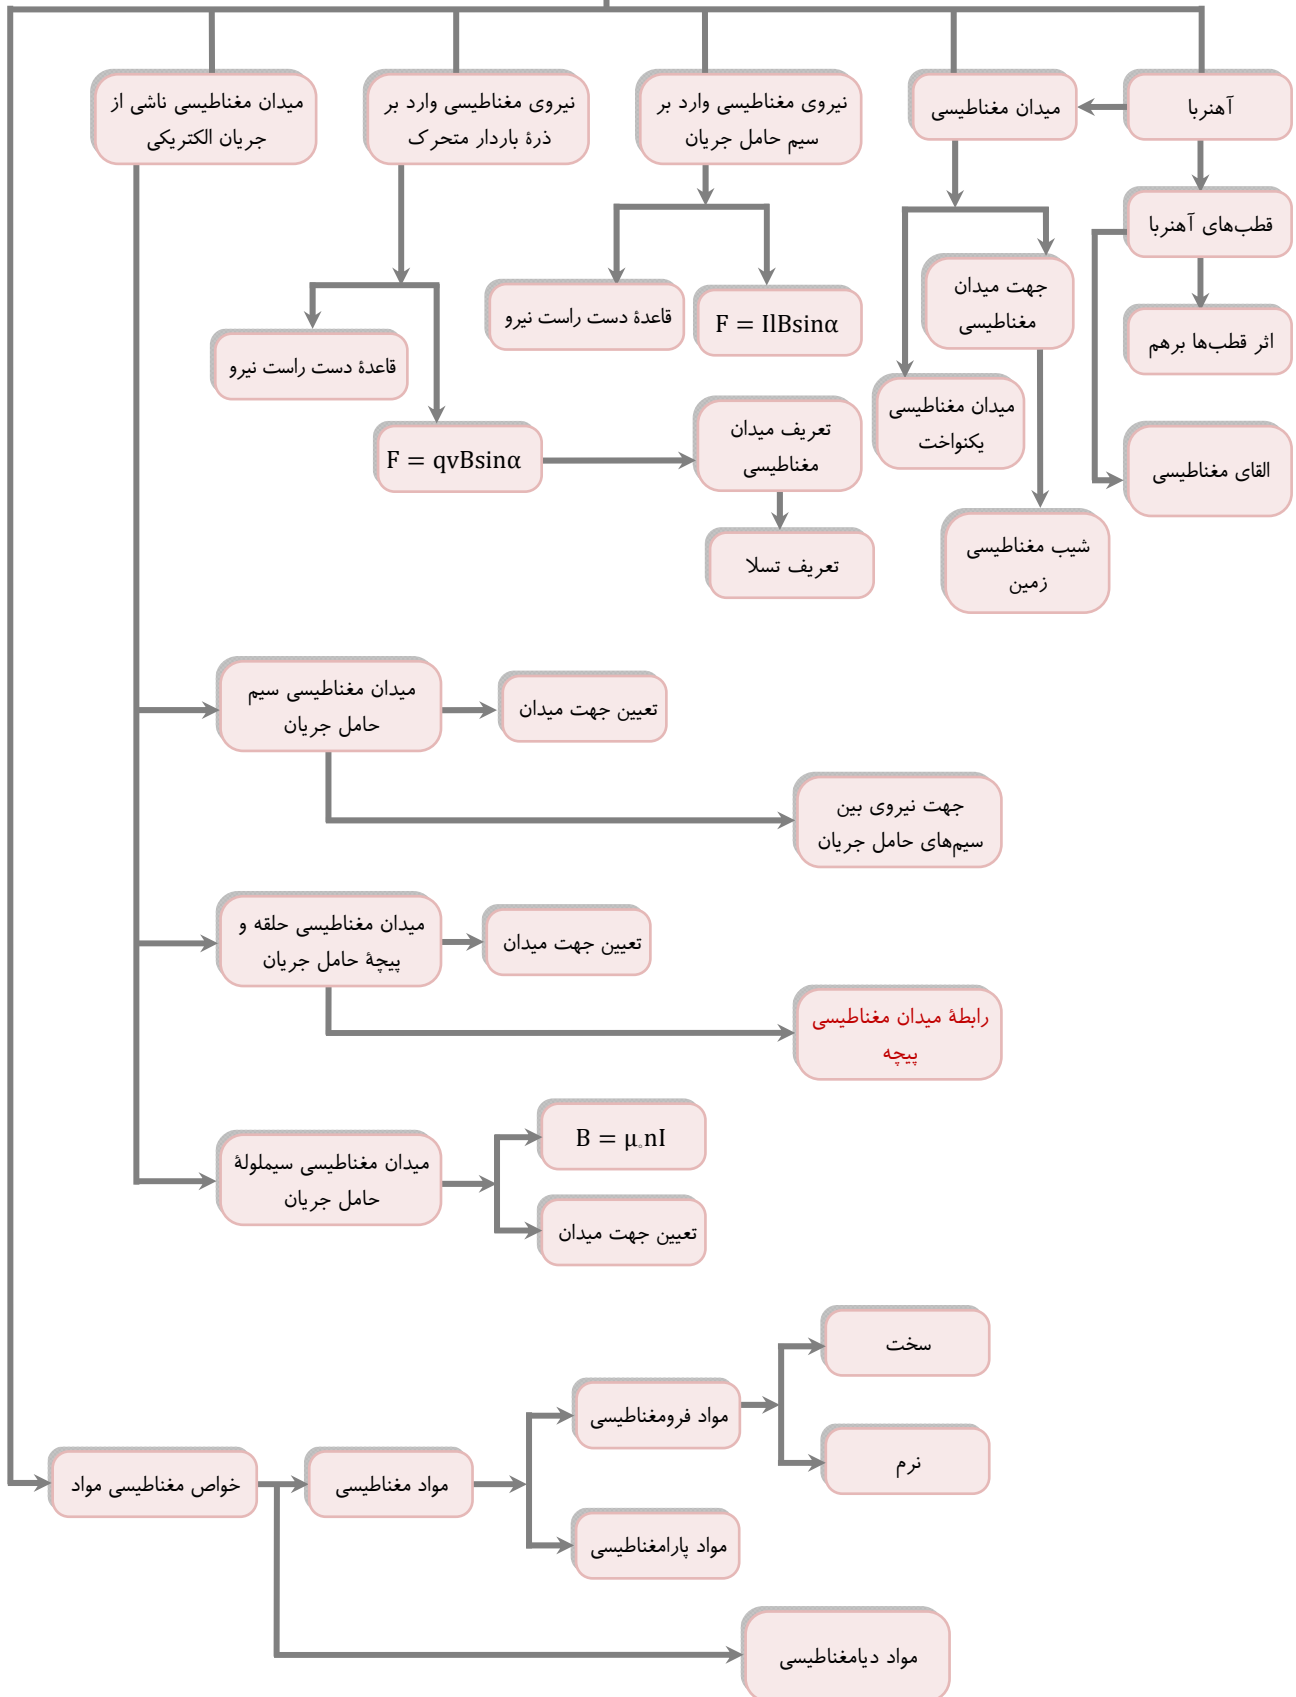 آهنربا
میدان مغناطیسی
نیروی مغناطیسی وارد بر
سیم حامل جریان
نیروی مغناطیسی وارد بر
ذرهٔ باردار متحرک
میدان مغناطیسی ناشی از
جریان الکتریکی
قطب‌های آهنربا
جهت میدان
مغناطیسی
F = IlBsinα
قاعدهٔ دست راست نیرو
اثر قطب‌ها برهم
قاعدهٔ دست راست نیرو
میدان مغناطیسی
یکنواخت
تعریف میدان
مغناطیسی
F = qvBsinα
القای مغناطیسی
شیب مغناطیسی
زمین
تعریف تسلا
میدان مغناطیسی سیم
حامل جریان
تعیین جهت میدان
جهت نیروی بین
سیم‌های حامل جریان
میدان مغناطیسی حلقه و
پیچهٔ حامل جریان
تعیین جهت میدان
رابطهٔ میدان مغناطیسی
پیچه
B = μ۰nI
میدان مغناطیسی سیملولهٔ
حامل جریان
تعیین جهت میدان
سخت
مواد فرومغناطیسی
نرم
خواص مغناطیسی مواد
مواد مغناطیسی
مواد پارامغناطیسی
مواد دیامغناطیسی